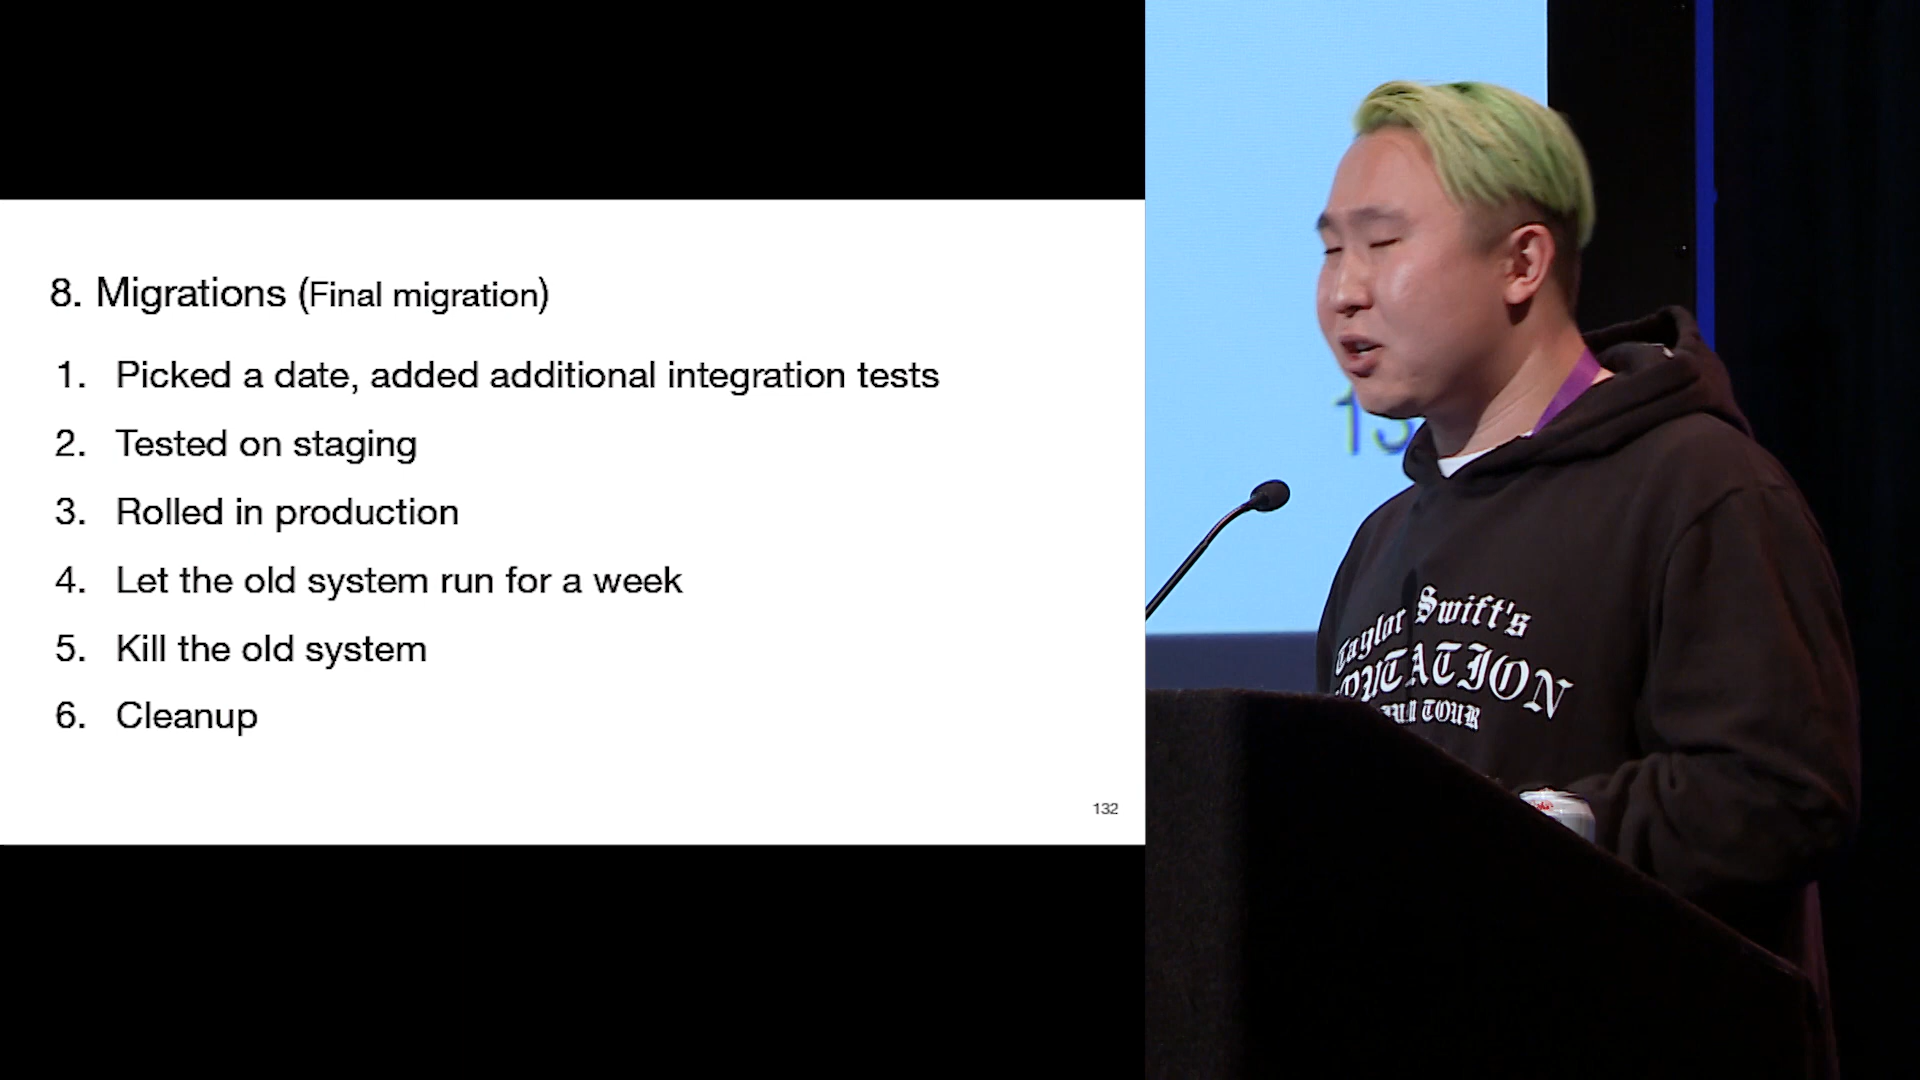 8. Migrations (Final migration)
1. Picked a date, added additional integration tests
2. Tested on staging
3. Rolled in production
4. Let the old system run for a week
5. Kill the old system
6. Cleanup
132
13
Taylor Swift's
TOUR